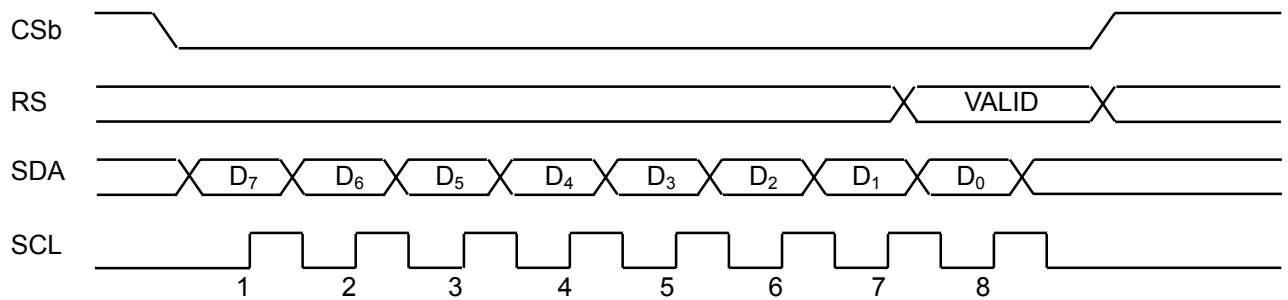 CSb
RS VALID
SDA D₇ D₆ D₅ D₄ D₃ D₂ D₁ D₀
SCL
1 2 3 4 5 6 7 8